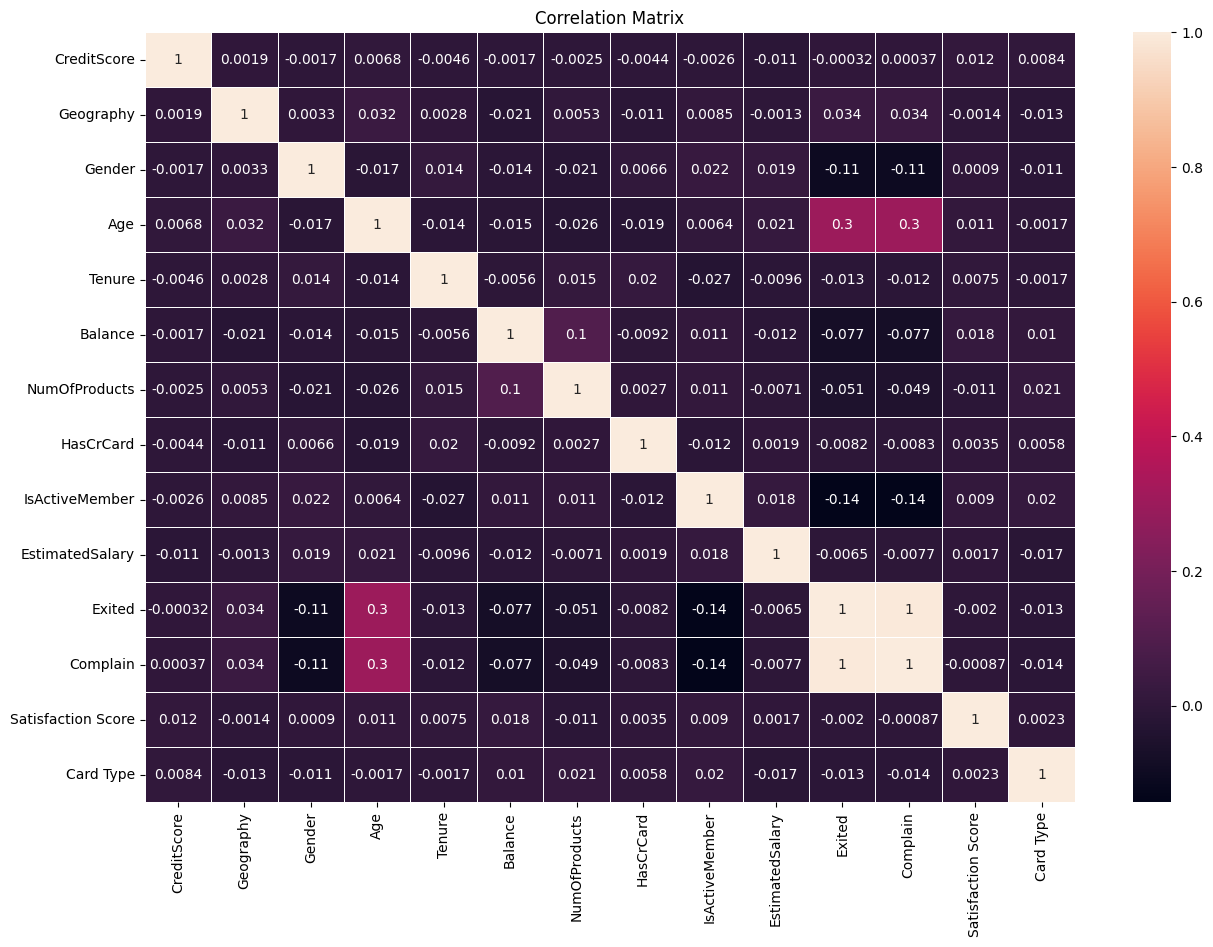 Correlation Matrix
CreditScore 1 0.0019 -0.0017 0.0068 -0.0046 -0.0017 -0.0025 -0.0044 -0.0026 -0.011 -0.00032 0.00037 0.012 0.0084
Geography 0.0019 1 0.0033 0.032 0.0028 -0.021 0.0053 -0.011 0.0085 -0.0013 0.034 0.034 -0.0014 -0.013
Gender -0.0017 0.0033 1 -0.017 0.014 -0.014 -0.021 0.0066 0.022 0.019 -0.11 -0.11 0.0009 -0.011
Age 0.0068 0.032 -0.017 1 -0.014 -0.015 -0.026 -0.019 0.0064 0.021 0.3 0.3 0.011 -0.0017
Tenure -0.0046 0.0028 0.014 -0.014 1 -0.0056 0.015 0.02 -0.027 -0.0096 -0.013 -0.012 0.0075 -0.0017
Balance -0.0017 -0.021 -0.014 -0.015 -0.0056 1 0.1 -0.0092 0.011 -0.012 -0.077 -0.077 0.018 0.01
NumOfProducts -0.0025 0.0053 -0.021 -0.026 0.015 0.1 1 0.0027 0.011 -0.0071 -0.051 -0.049 -0.011 0.021
HasCrCard -0.0044 -0.011 0.0066 -0.019 0.02 -0.0092 0.0027 1 -0.012 0.0019 -0.0082 -0.0083 0.0035 0.0058
IsActiveMember -0.0026 0.0085 0.022 0.0064 -0.027 0.011 0.011 -0.012 1 0.018 -0.14 -0.14 0.009 0.02
EstimatedSalary -0.011 -0.0013 0.019 0.021 -0.0096 -0.012 -0.0071 0.0019 0.018 1 -0.0065 -0.0077 0.0017 -0.017
Exited -0.00032 0.034 -0.11 0.3 -0.013 -0.077 -0.051 -0.0082 -0.14 -0.0065 1 1 -0.002 -0.013
Complain 0.00037 0.034 -0.11 0.3 -0.012 -0.077 -0.049 -0.0083 -0.14 -0.0077 1 1 -0.00087 -0.014
Satisfaction Score 0.012 -0.0014 0.0009 0.011 0.0075 0.018 -0.011 0.0035 0.009 0.0017 -0.002 -0.00087 1 0.0023
Card Type 0.0084 -0.013 -0.011 -0.0017 -0.0017 0.01 0.021 0.0058 0.02 -0.017 -0.013 -0.014 0.0023 1
CreditScore
Geography
Gender
Age
Tenure
Balance
NumOfProducts
HasCrCard
IsActiveMember
EstimatedSalary
Exited
Complain
Satisfaction Score
Card Type
1.0
0.8
0.6
0.4
0.2
0.0